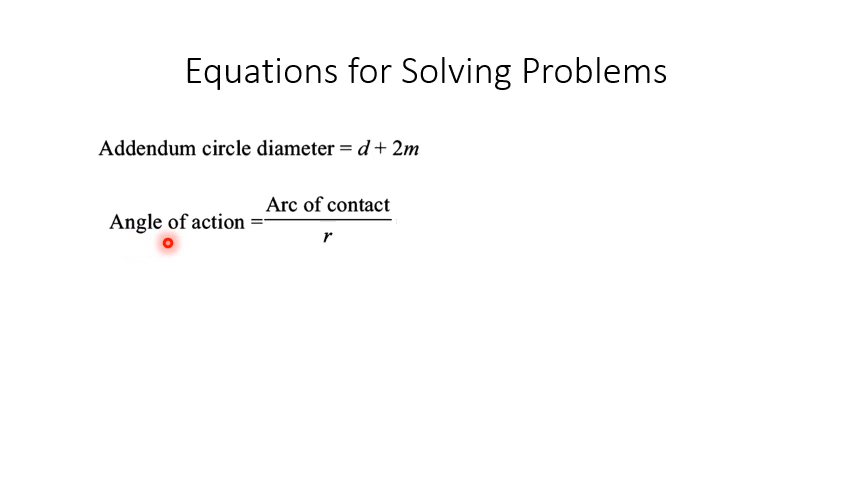 Equations for Solving Problems
Addendum circle diameter = d + 2m
Arc of contact
Angle of action =
r